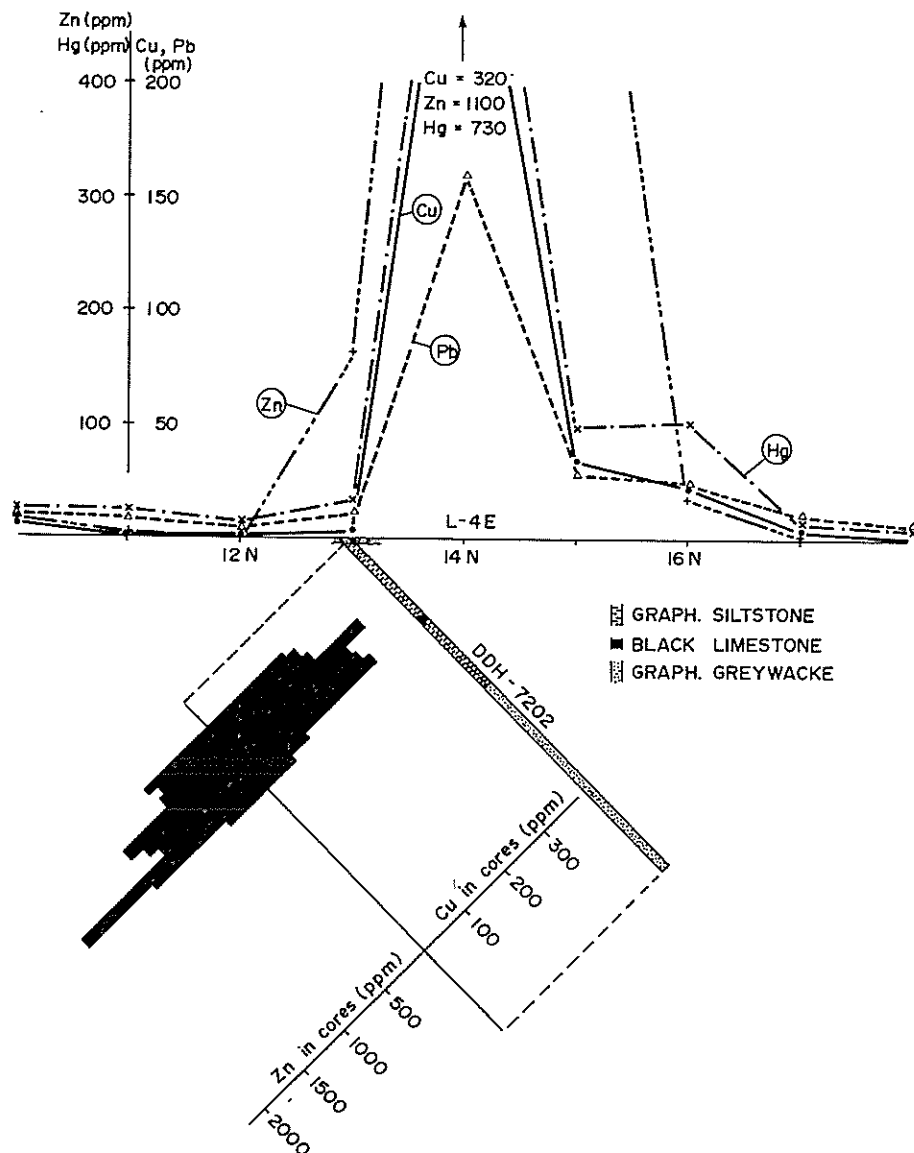 Zn (ppm)
Hg (ppm) Cu, Pb
(ppm)
400 200
Cu = 320
Zn = 1100
Hg = 730
300 150
Cu
200 100
Pb
Zn
100 50
Hg
L-4E
12 N 14 N 16 N
GRAPH. SILTSTONE
BLACK LIMESTONE
GRAPH. GREYWACKE
DDH-7202
Cu in cores (ppm)
300
200
100
Zn in cores (ppm)
500
1000
1500
2000